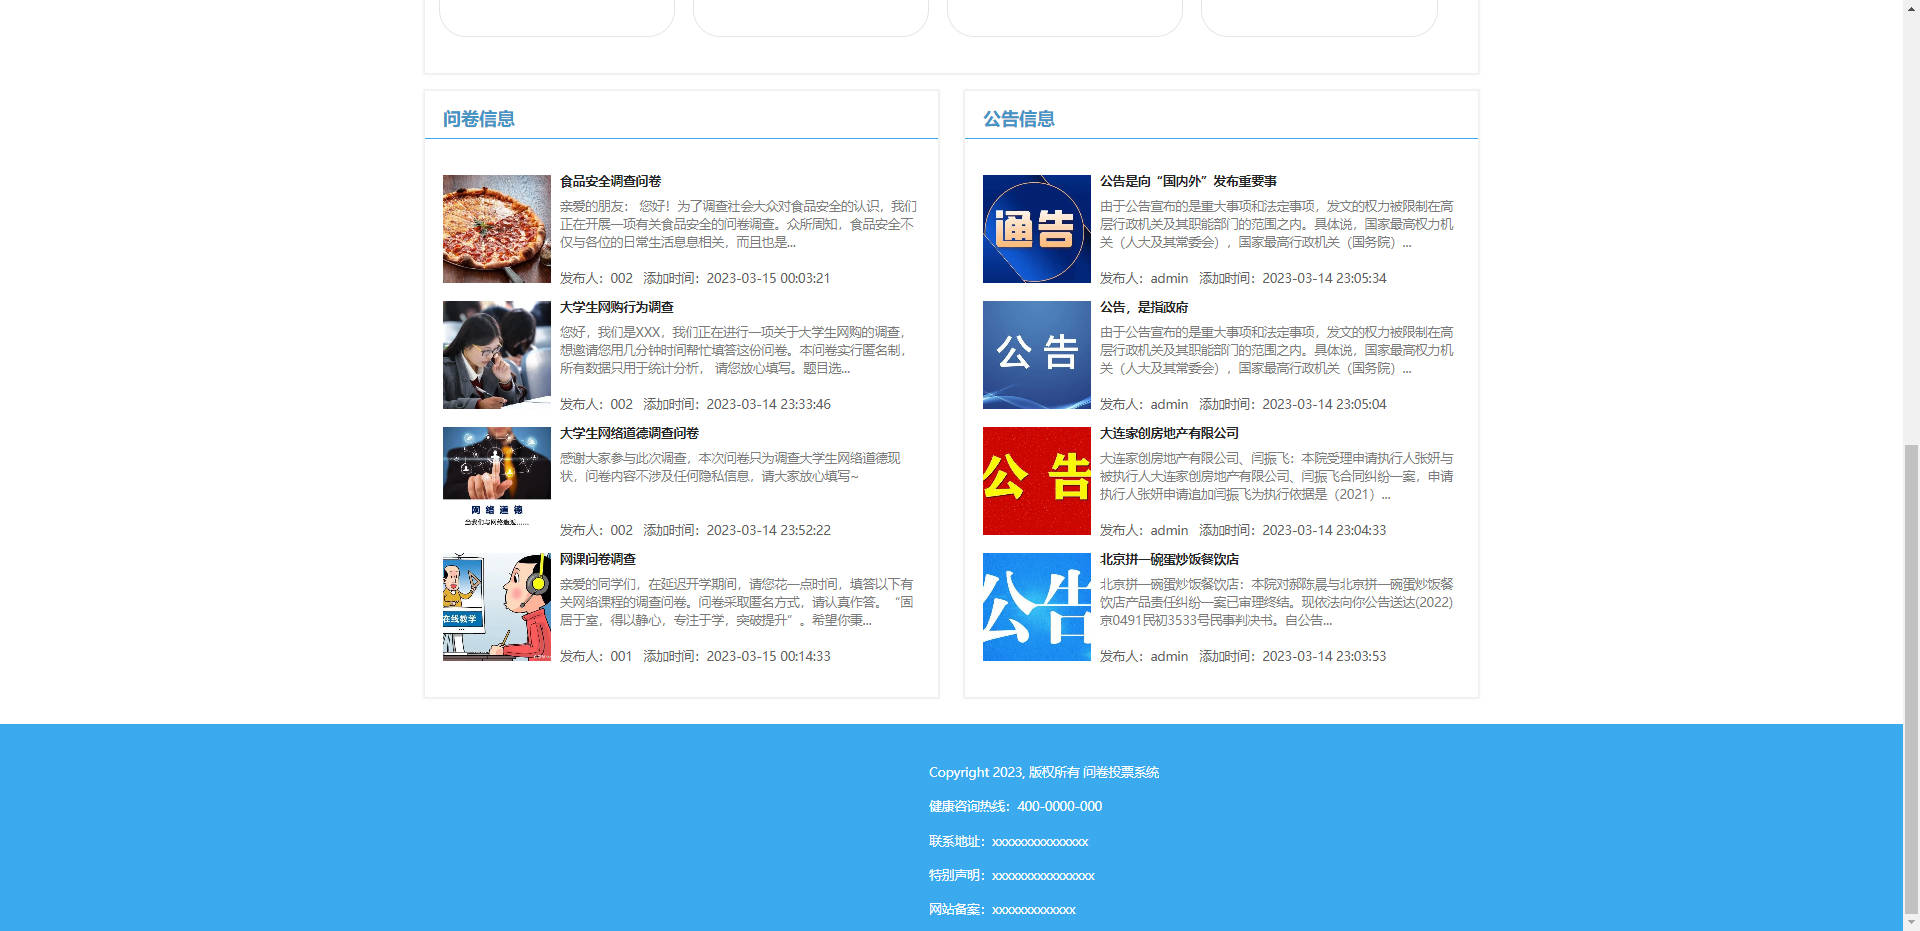 问卷信息
食品安全调查问卷
亲爱的朋友： 您好！为了调查社会大众对食品安全的认识，我们
正在开展一项有关食品安全的问卷调查。众所周知，食品安全不
仅与各位的日常生活息息相关，而且也是...
发布人：002 添加时间：2023-03-15 00:03:21
大学生网购行为调查
您好，我们是XXX，我们正在进行一项关于大学生网购的调查，
想邀请您用几分钟时间帮忙填答这份问卷。本问卷实行匿名制，
所有数据只用于统计分析， 请您放心填写。题目选...
发布人：002 添加时间：2023-03-14 23:33:46
网络道德
当我们与网络邂逅……
大学生网络道德调查问卷
感谢大家参与此次调查，本次问卷只为调查大学生网络道德现
状，问卷内容不涉及任何隐私信息，请大家放心填写~
发布人：002 添加时间：2023-03-14 23:52:22
在线教学
网课问卷调查
亲爱的同学们，在延迟开学期间，请您花一点时间，填答以下有
关网络课程的调查问卷。问卷采取匿名方式，请认真作答。“固
居于室，得以静心，专注于学，突破提升”。希望你秉...
发布人：001 添加时间：2023-03-15 00:14:33
公告信息
通告
公告是向“国内外”发布重要事
由于公告宣布的是重大事项和法定事项，发文的权力被限制在高
层行政机关及其职能部门的范围之内。具体说，国家最高权力机
关（人大及其常委会），国家最高行政机关（国务院）...
发布人：admin 添加时间：2023-03-14 23:05:34
公告
公告，是指政府
由于公告宣布的是重大事项和法定事项，发文的权力被限制在高
层行政机关及其职能部门的范围之内。具体说，国家最高权力机
关（人大及其常委会），国家最高行政机关（国务院）...
发布人：admin 添加时间：2023-03-14 23:05:04
公告
大连家创房地产有限公司
大连家创房地产有限公司、闫振飞：本院受理申请执行人张妍与
被执行人大连家创房地产有限公司、闫振飞合同纠纷一案，申请
执行人张妍申请追加闫振飞为执行依据是（2021）...
发布人：admin 添加时间：2023-03-14 23:04:33
公告
北京拼一碗蛋炒饭餐饮店
北京拼一碗蛋炒饭餐饮店：本院对郝陈晨与北京拼一碗蛋炒饭餐
饮店产品责任纠纷一案已审理终结。现依法向你公告送达(2022)
京0491民初3533号民事判决书。自公告...
发布人：admin 添加时间：2023-03-14 23:03:53
Copyright 2023, 版权所有 问卷投票系统
健康咨询热线：400-0000-000
联系地址：xxxxxxxxxxxxxxx
特别声明：xxxxxxxxxxxxxxxx
网站备案：xxxxxxxxxxxxx